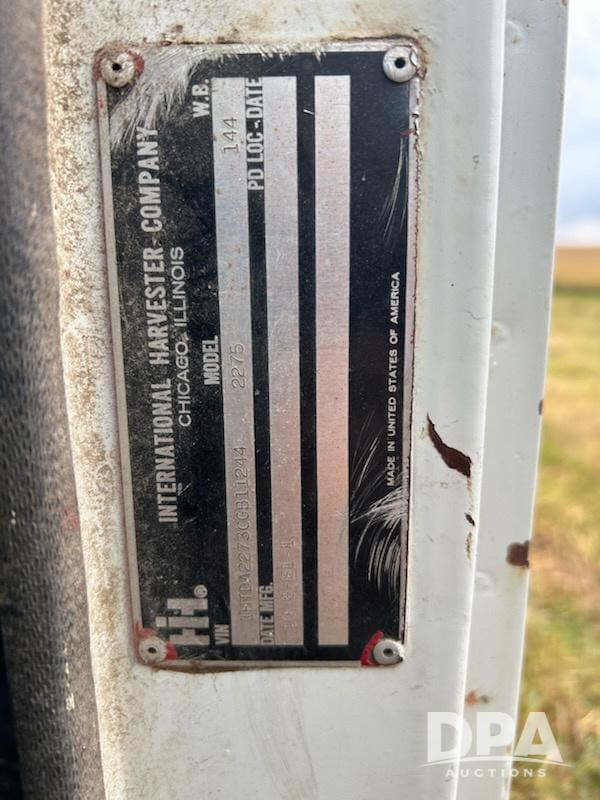 INTERNATIONAL HARVESTER COMPANY
CHICAGO, ILLINOIS
IH®
VIN MODEL W.B.
2275 144
DATE MFG. PD LOC - DATE
MADE IN UNITED STATES OF AMERICA
DPA
AUCTIONS